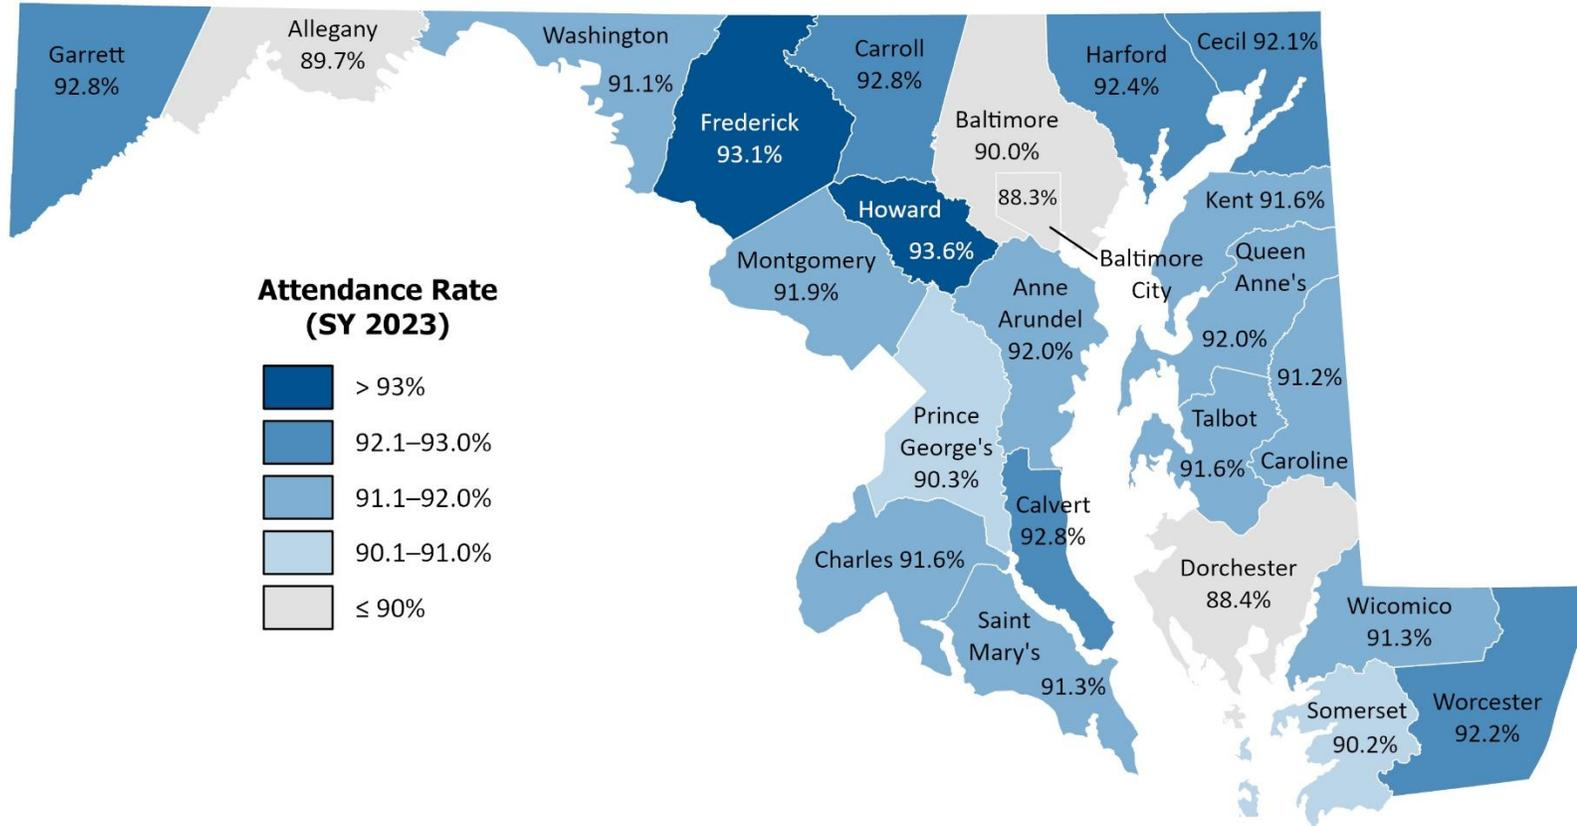 Garrett
92.8%
Allegany
89.7%
Washington
91.1%
Frederick
93.1%
Carroll
92.8%
Baltimore
90.0%
88.3%
Baltimore
City
Harford
92.4%
Cecil 92.1%
Howard
93.6%
Montgomery
91.9%
Kent 91.6%
Queen
Anne's
92.0%
Anne
Arundel
92.0%
91.2%
Caroline
Talbot
91.6%
Prince
George's
90.3%
Calvert
92.8%
Charles 91.6%
Saint
Mary's
91.3%
Dorchester
88.4%
Wicomico
91.3%
Somerset
90.2%
Worcester
92.2%
Attendance Rate
(SY 2023)
> 93%
92.1–93.0%
91.1–92.0%
90.1–91.0%
≤ 90%